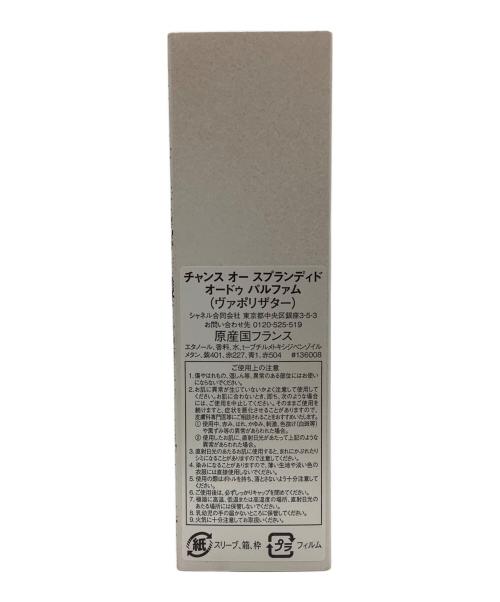 チャンス オー スプランディド
オードゥ パルファム
(ヴァポリザター)
シャネル合同会社 東京都中央区銀座3-5-3
お問い合わせ先 0120-525-519
原産国フランス
エタノール、香料、水、t-ブチルメトキシジベンゾイル
メタン、紫401、赤227、青1、赤504 #136008
ご使用上の注意
1. 傷やはれもの、湿しん等、異常のある部位にはお使い
にならないでください。
2. お肌に異常が生じていないかよく注意して使用して
ください。お肌に合わないとき、即ち、次のような場合
には、ご使用を中止してください。そのままご使用を
続けますと、症状を悪化させることがありますので、
皮膚科専門医等にご相談されることをおすすめいたします。
① 使用中、赤み、はれ、かゆみ、刺激、色抜け(白斑等)
や黒ずみ等の異常があらわれた場合。
② 使用したお肌に、直射日光があたって上記のような
異常があらわれた場合。
3. 直射日光のあたるお肌に使用すると、まれにかぶれたり
シミになることがありますので注意してください。
4. 染みになることがありますので、薄い生地や淡い色の
衣服には直接つけないでください。
5. 使用の際はボトルを持ち、落とさないよう十分注意してく
ださい。
6. ご使用後は、必ずしっかりキャップを閉めてください。
7. 極端に高温、低温または高湿度の場所、直射日光の
あたる場所には保管しないでください。
8. 乳幼児の手の届かないところに保管してください。
9. 火気に十分注意してお取扱いください。
紙 スリーブ、箱、枠 プラ フィルム